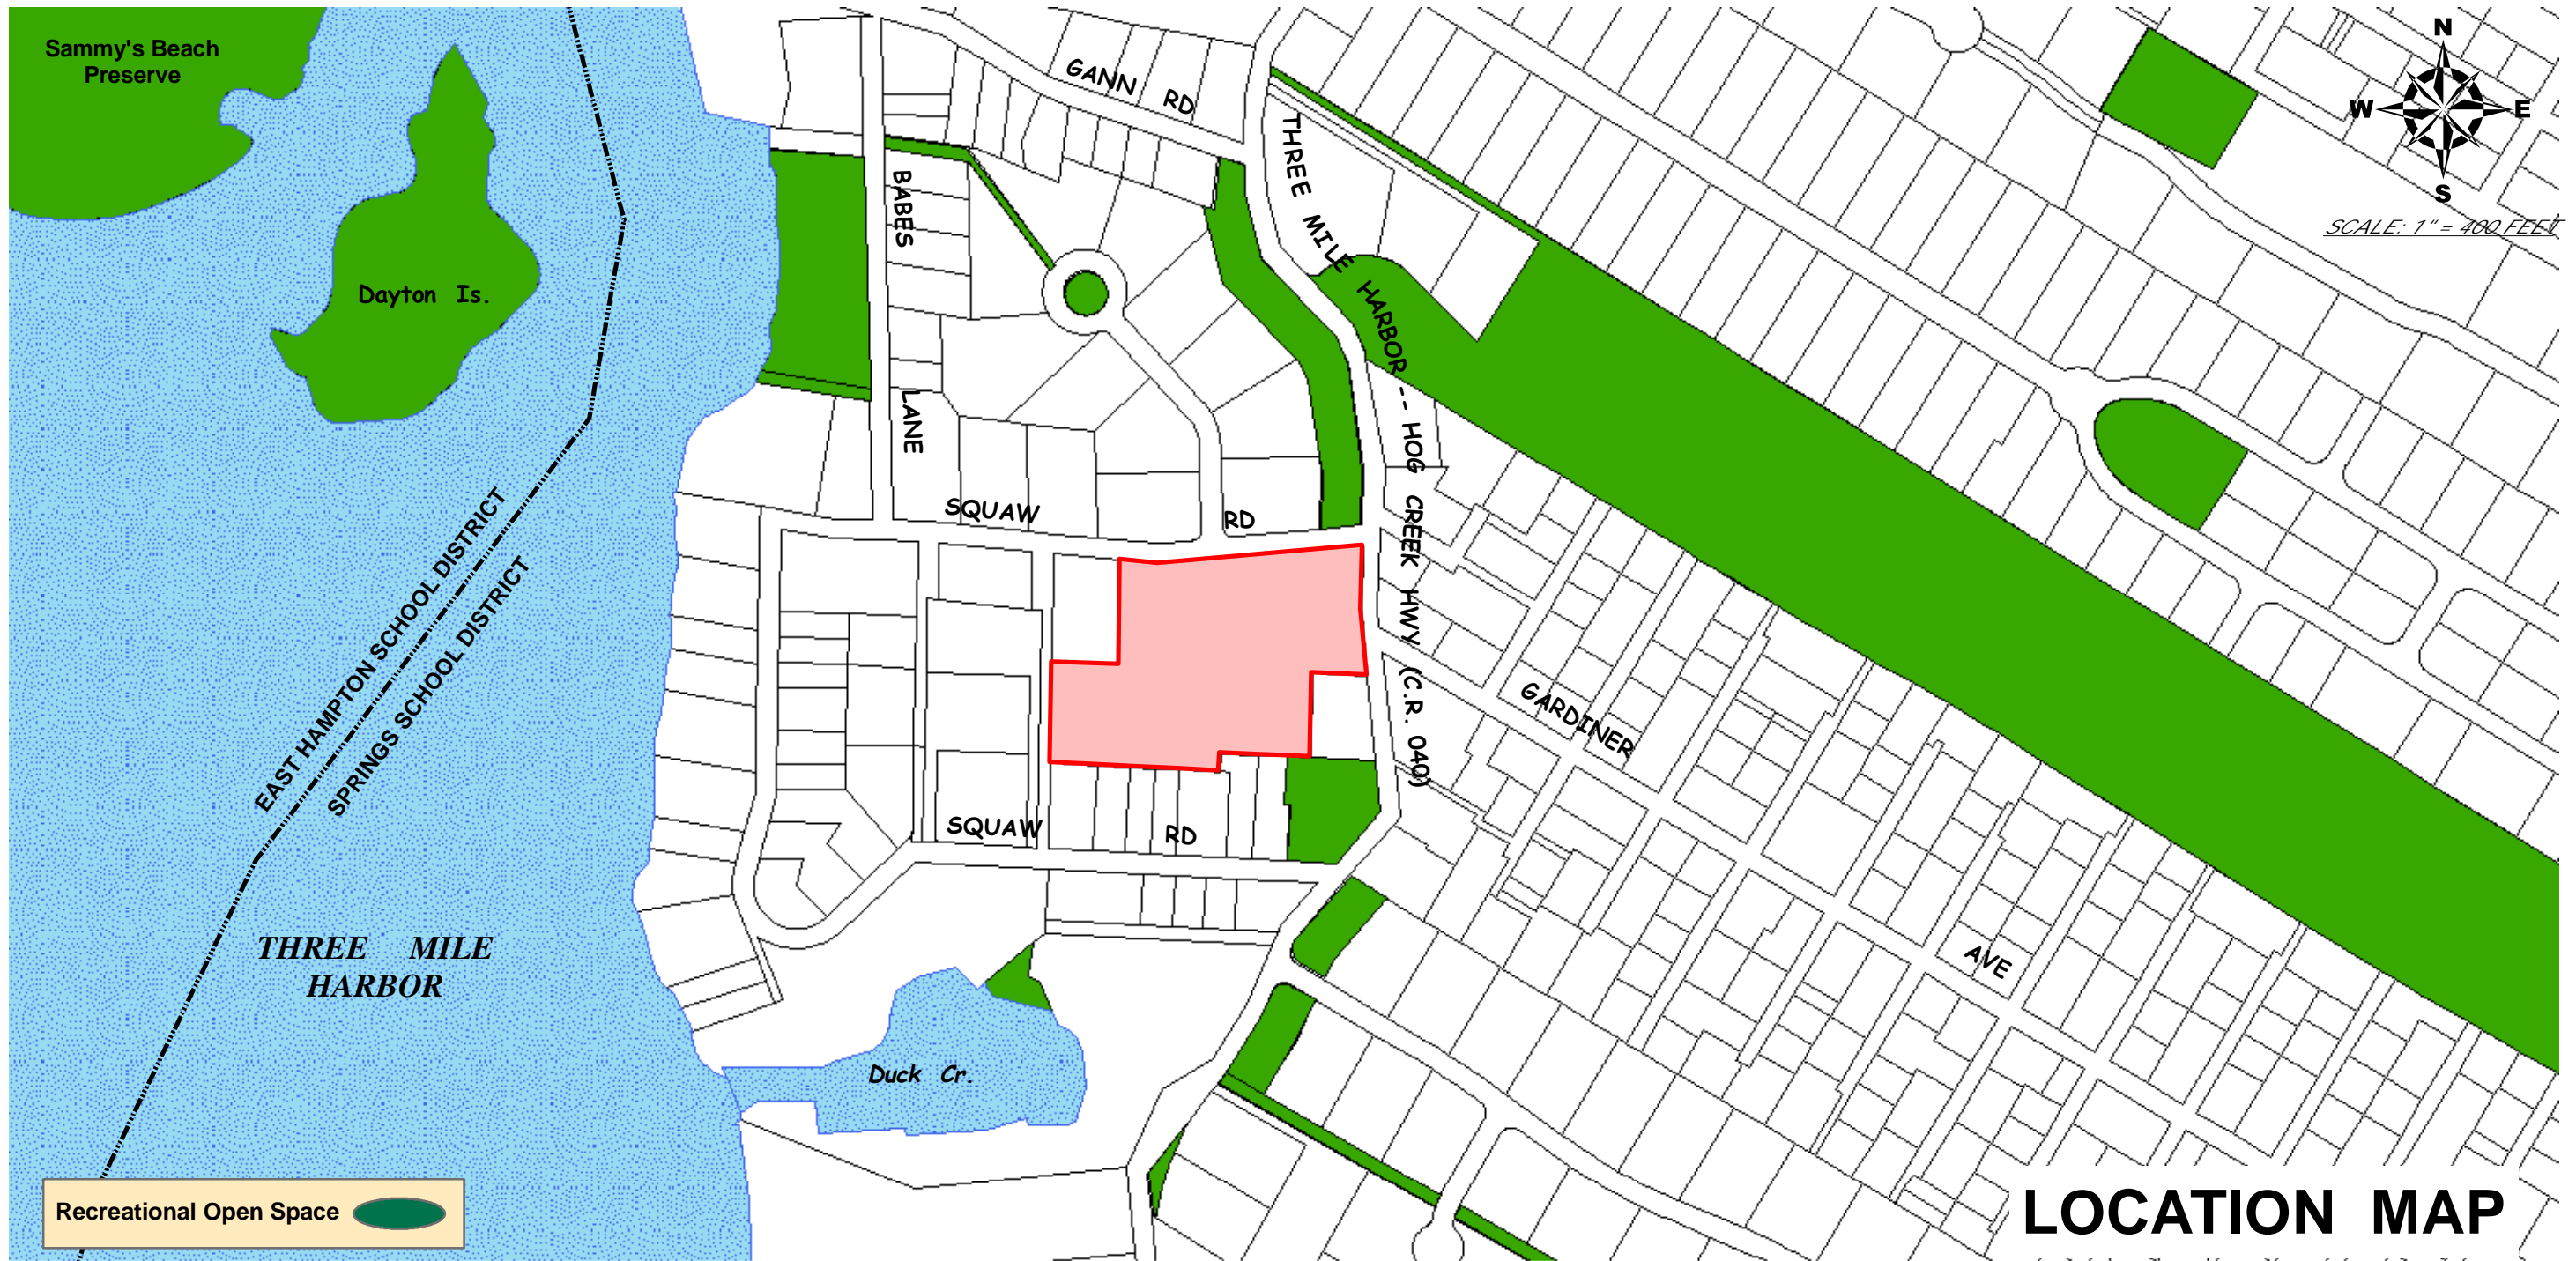 Sammy's Beach
Preserve
N
W E
S
SCALE: 1" = 400 FEET
GANN RD
THREE MILE HARBOR -- HOG CREEK HWY (C.R. 040)
BABES LANE
Dayton Is.
SQUAW RD
EAST HAMPTON SCHOOL DISTRICT
SPRINGS SCHOOL DISTRICT
GARDINER AVE
SQUAW RD
THREE MILE
HARBOR
Duck Cr.
Recreational Open Space
LOCATION MAP